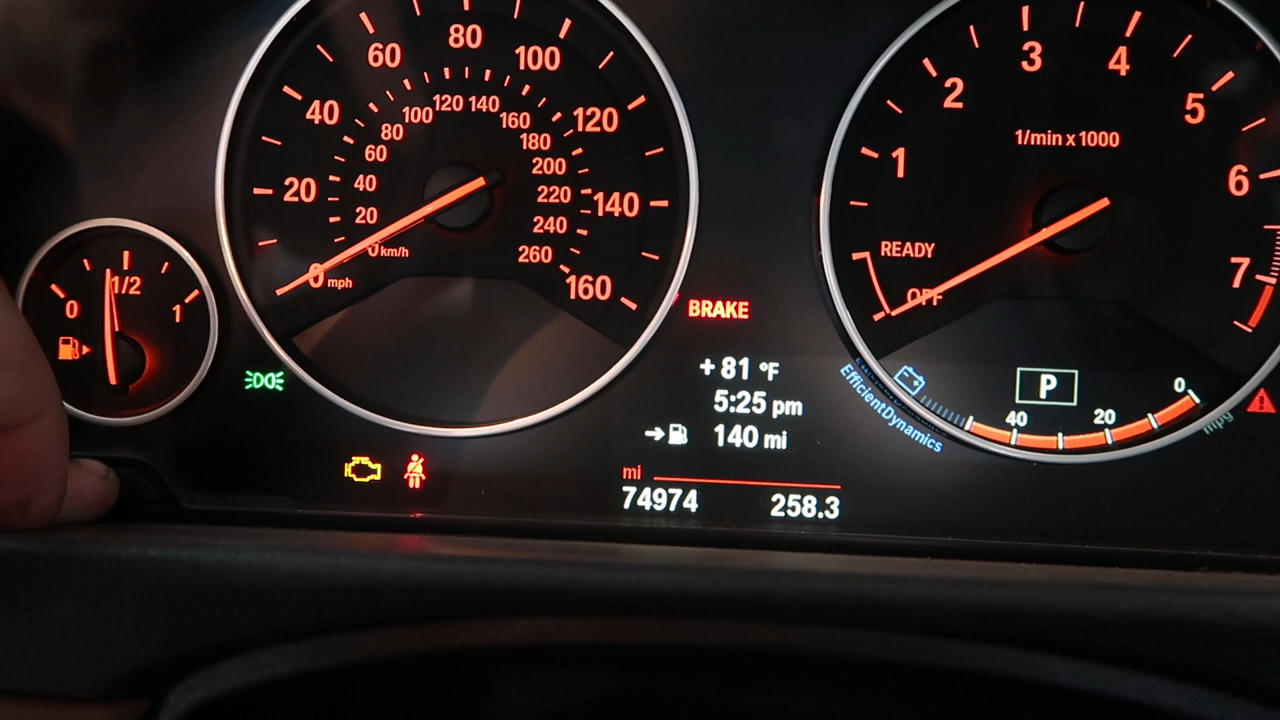 0
1/2
1
0 mph
20
40
60
80
100
120
140
160
0 km/h
20
40
60
80
100
120
140
160
180
200
220
240
260
BRAKE
+81 °F
5:25 pm
140 mi
mi
74974 258.3
1/min x 1000
READY
OFF
1
2
3
4
5
6
7
P
40
20
0
mpg
EfficientDynamics